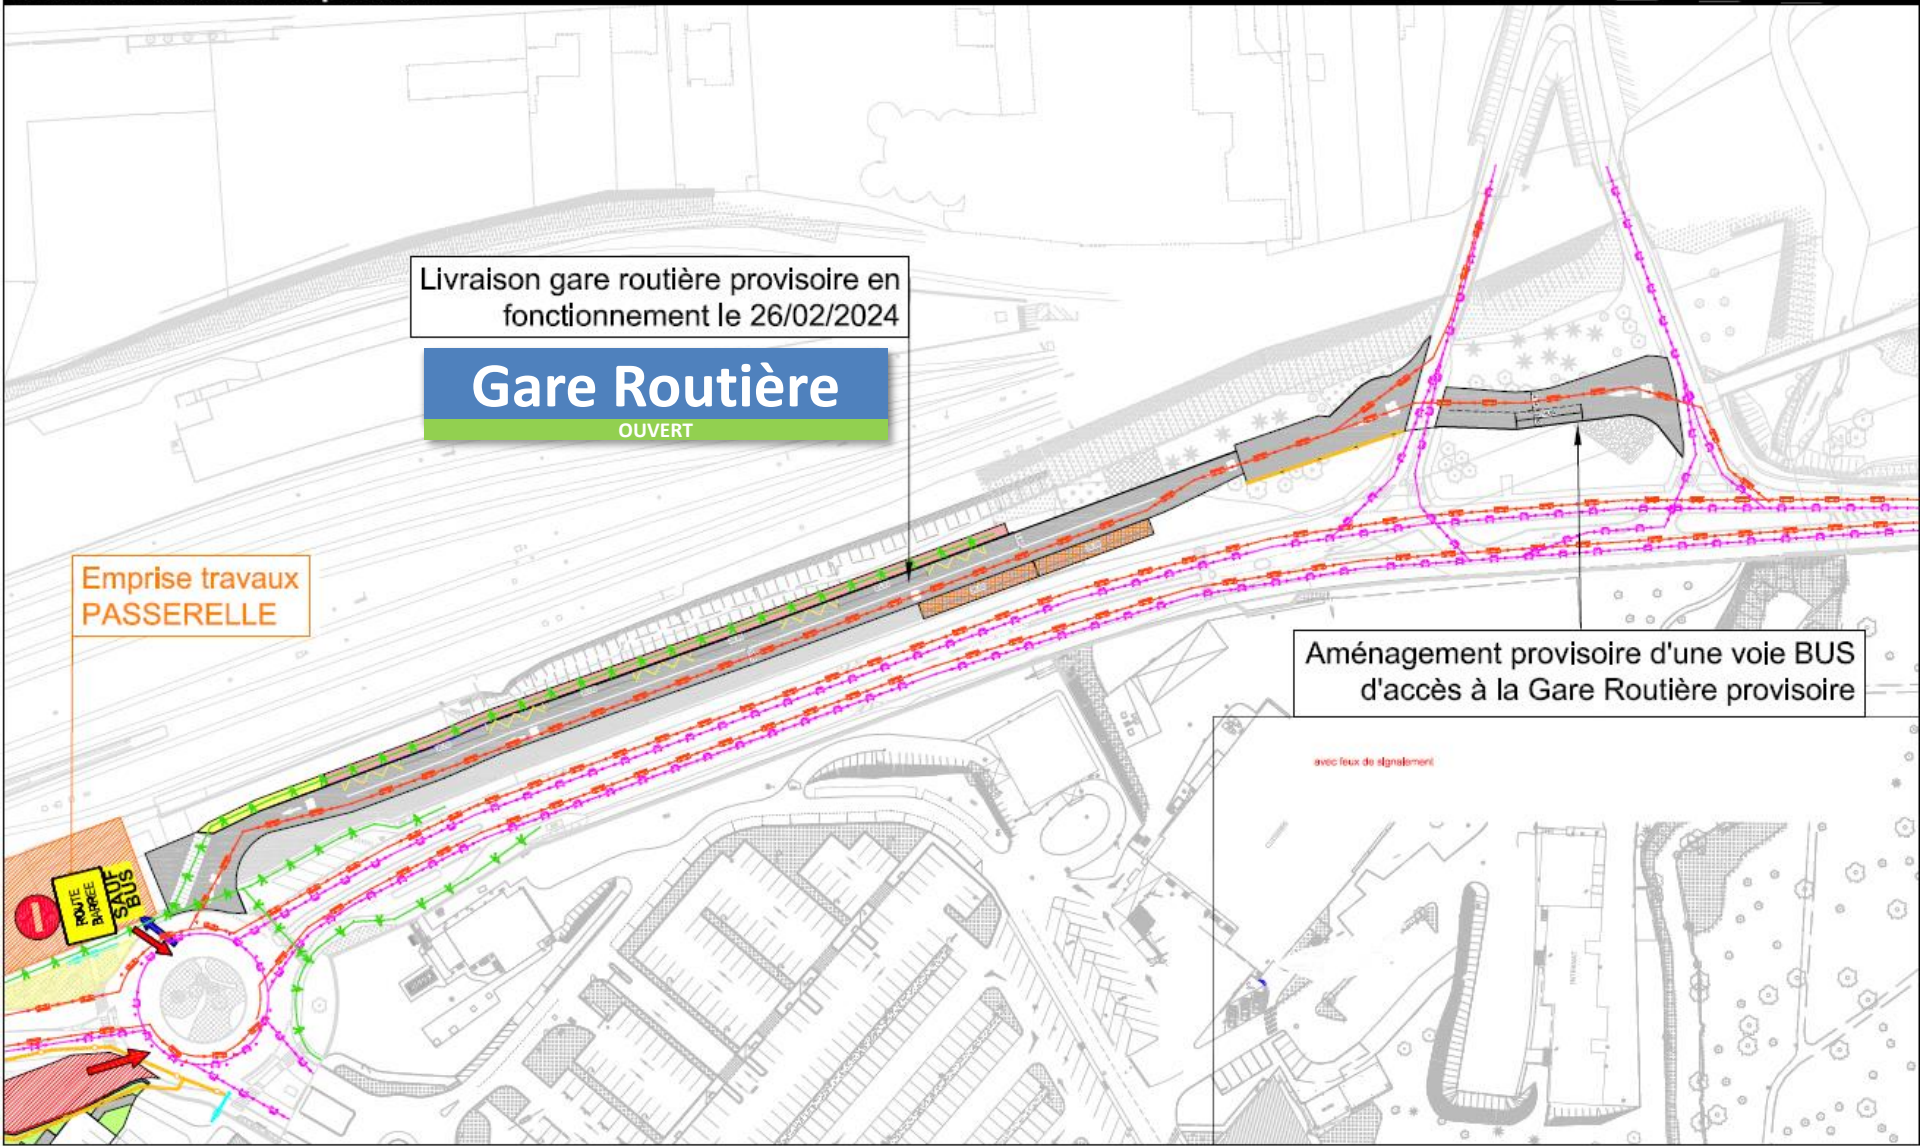 Livraison gare routière provisoire en
fonctionnement le 26/02/2024
Gare Routière
OUVERT
Emprise travaux
PASSERELLE
Aménagement provisoire d'une voie BUS
d'accès à la Gare Routière provisoire
avec feux de signalement
ROUTE
BARREE
SAUF
BUS